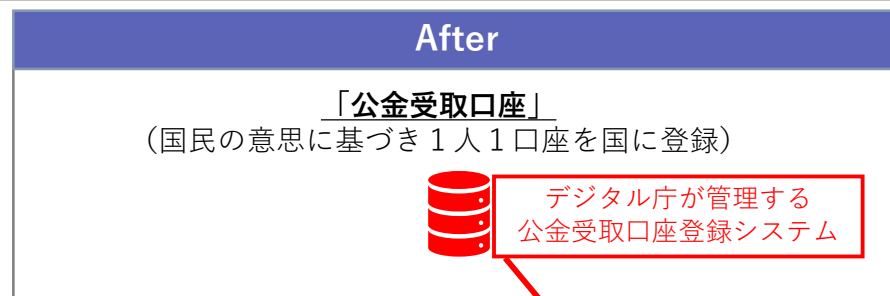 After
「公金受取口座」
（国民の意思に基づき１人１口座を国に登録）
デジタル庁が管理する
公金受取口座登録システム